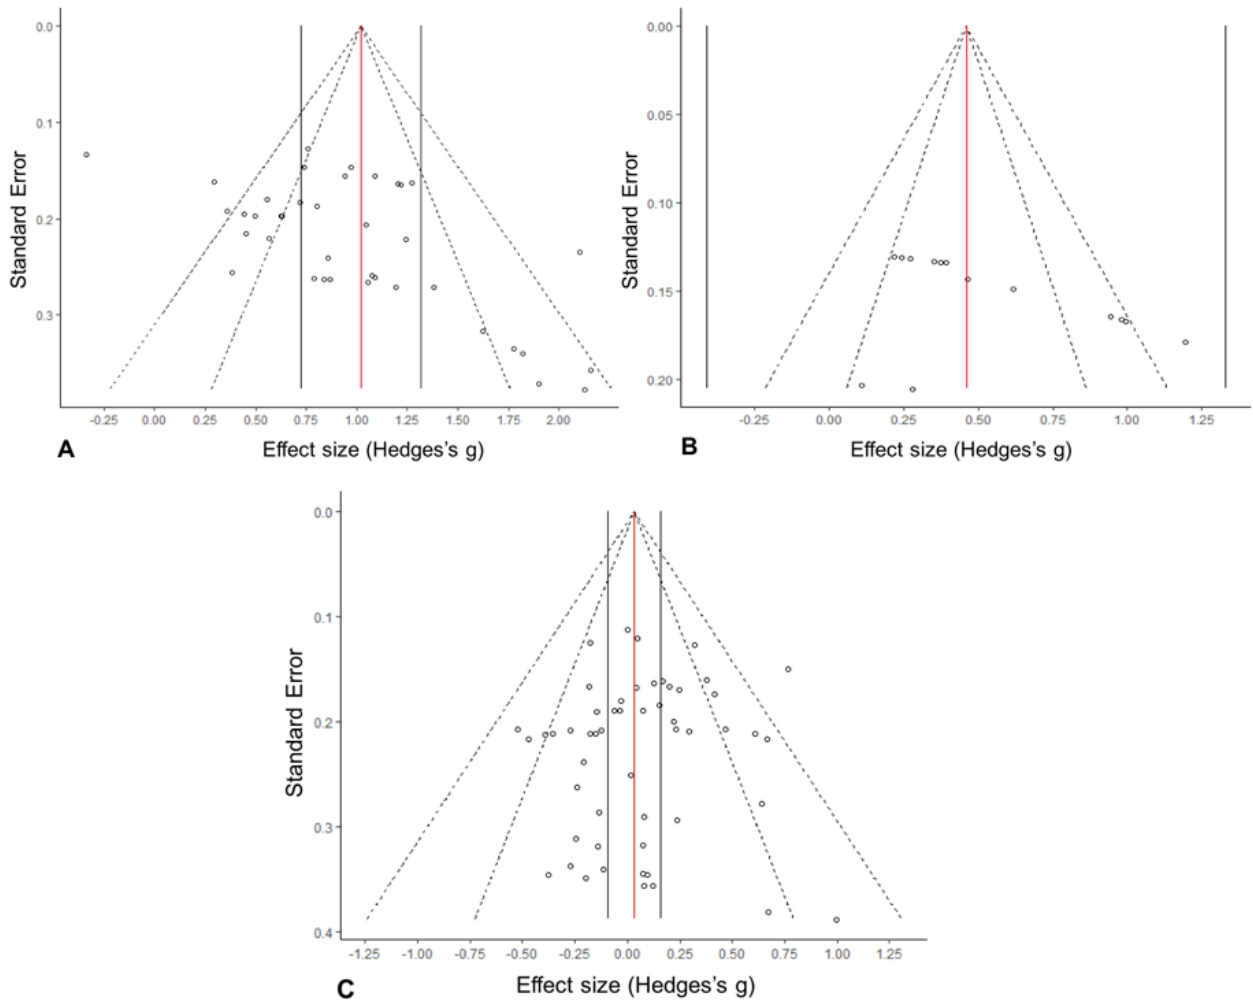 0.0
0.1
0.2
0.3
Standard Error
-0.25 0.00 0.25 0.50 0.75 1.00 1.25 1.50 1.75 2.00
Effect size (Hedges's g)
A
0.00
0.05
0.10
0.15
0.20
Standard Error
-0.25 0.00 0.25 0.50 0.75 1.00 1.25
Effect size (Hedges's g)
B
0.0
0.1
0.2
0.3
0.4
Standard Error
-1.25 -1.00 -0.75 -0.50 -0.25 0.00 0.25 0.50 0.75 1.00 1.25
Effect size (Hedges's g)
C